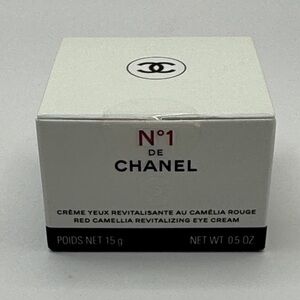 N°1
DE
CHANEL
CRÈME YEUX REVITALISANTE AU CAMÉLIA ROUGE
RED CAMELLIA REVITALIZING EYE CREAM
POIDS NET 15 g NET WT. 0.5 OZ